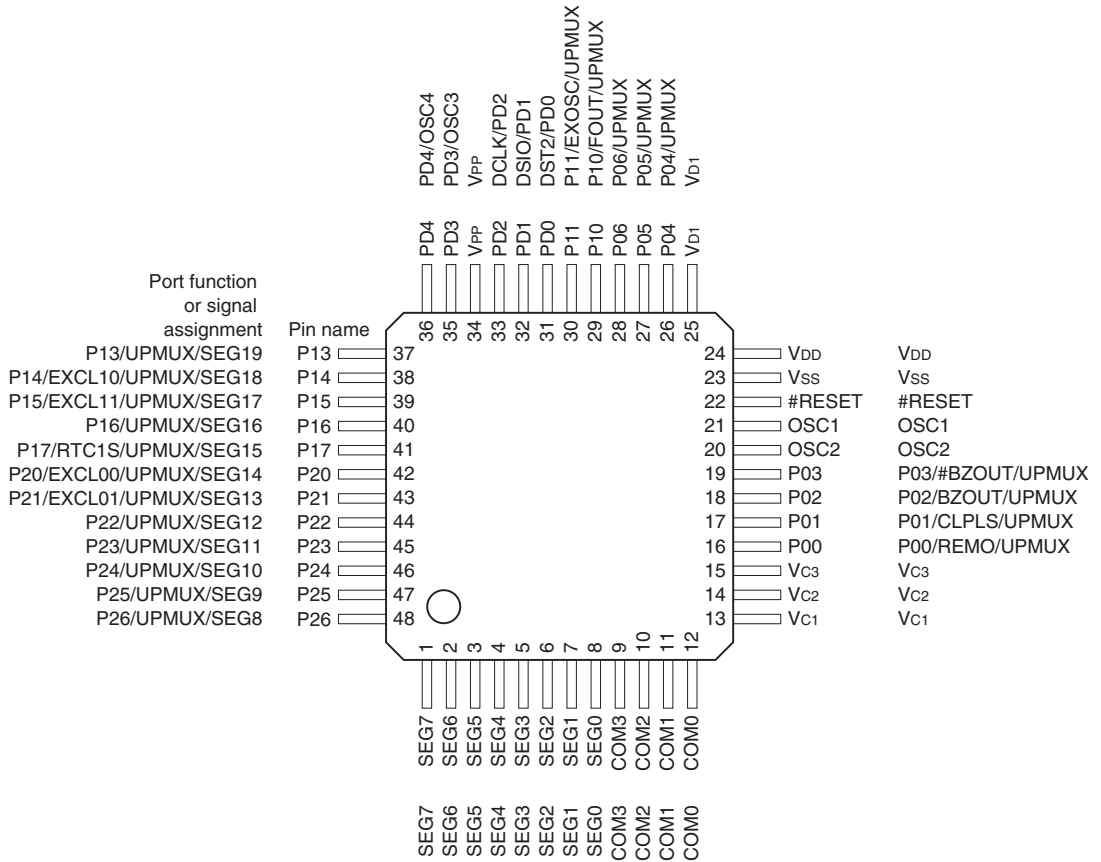 PD4/OSC4
PD3/OSC3
VPP
DCLK/PD2
DSIO/PD1
DST2/PD0
P11/EXOSC/UPMUX
P10/FOUT/UPMUX
P06/UPMUX
P05/UPMUX
P04/UPMUX
VD1
PD4
PD3
VPP
PD2
PD1
PD0
P11
P10
P06
P05
P04
VD1
36 35 34 33 32 31 30 29 28 27 26 25
Port function
or signal
assignment Pin name
P13/UPMUX/SEG19 P13 37
P14/EXCL10/UPMUX/SEG18 P14 38
P15/EXCL11/UPMUX/SEG17 P15 39
P16/UPMUX/SEG16 P16 40
P17/RTC1S/UPMUX/SEG15 P17 41
P20/EXCL00/UPMUX/SEG14 P20 42
P21/EXCL01/UPMUX/SEG13 P21 43
P22/UPMUX/SEG12 P22 44
P23/UPMUX/SEG11 P23 45
P24/UPMUX/SEG10 P24 46
P25/UPMUX/SEG9 P25 47
P26/UPMUX/SEG8 P26 48
24 VDD VDD
23 VSS VSS
22 #RESET #RESET
21 OSC1 OSC1
20 OSC2 OSC2
19 P03 P03/#BZOUT/UPMUX
18 P02 P02/BZOUT/UPMUX
17 P01 P01/CLPLS/UPMUX
16 P00 P00/REMO/UPMUX
15 VC3 VC3
14 VC2 VC2
13 VC1 VC1
1 2 3 4 5 6 7 8 9 10 11 12
SEG7
SEG6
SEG5
SEG4
SEG3
SEG2
SEG1
SEG0
COM3
COM2
COM1
COM0
SEG7
SEG6
SEG5
SEG4
SEG3
SEG2
SEG1
SEG0
COM3
COM2
COM1
COM0